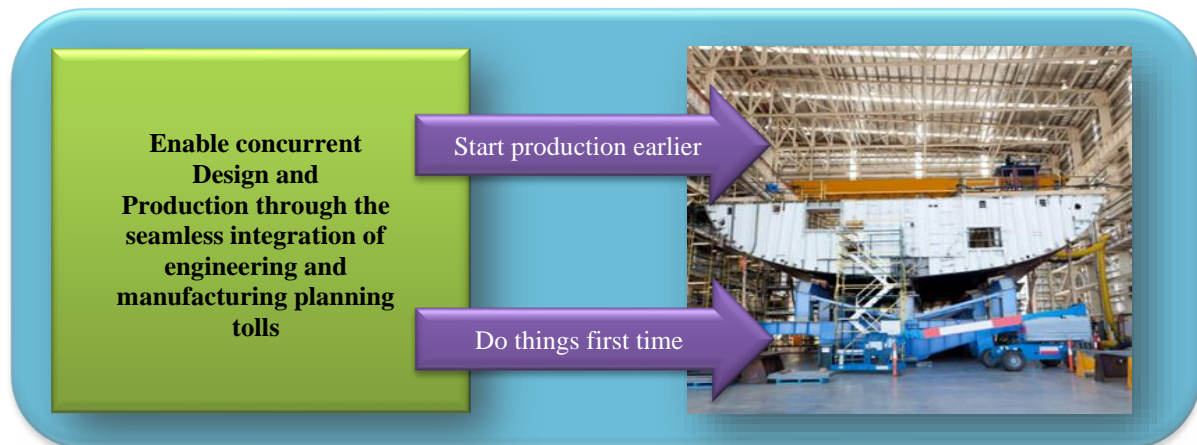 Enable concurrent
Design and
Production through the
seamless integration of
engineering and
manufacturing planning
tolls
Start production earlier
Do things first time